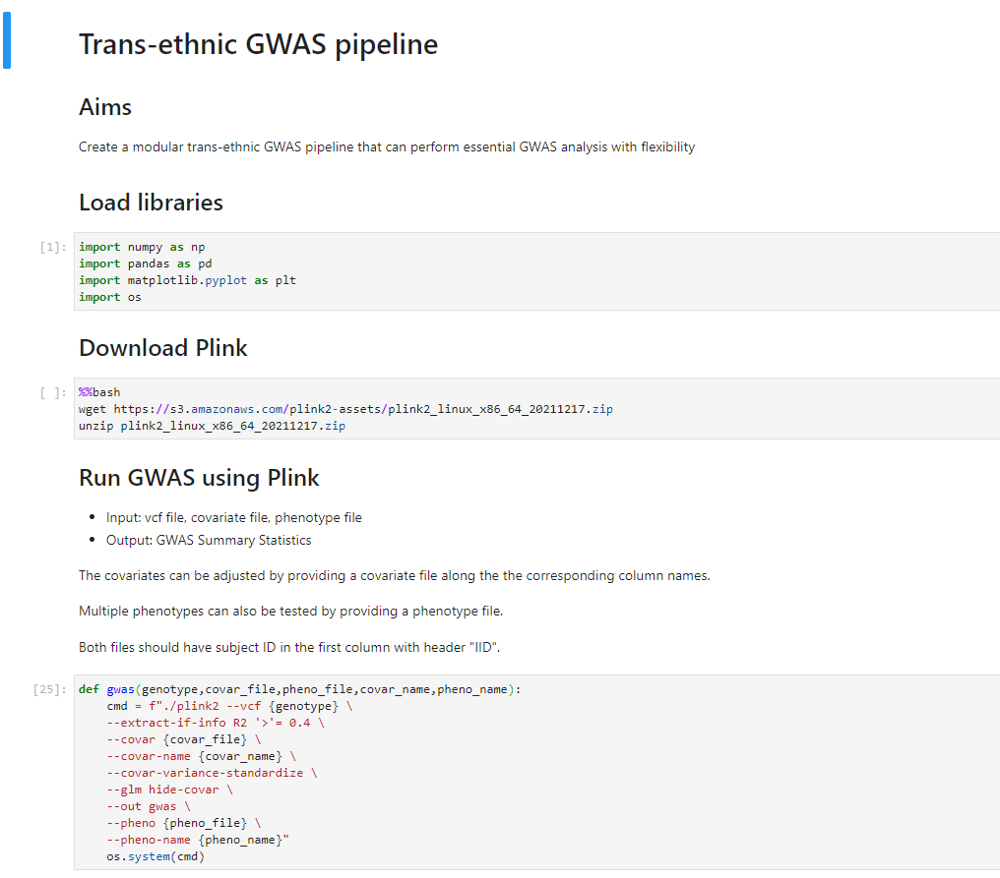 Trans-ethnic GWAS pipeline
Aims
Create a modular trans-ethnic GWAS pipeline that can perform essential GWAS analysis with flexibility
Load libraries
[1]:
import numpy as np
import pandas as pd
import matplotlib.pyplot as plt
import os
Download Plink
[ ]:
%%bash
wget https://s3.amazonaws.com/plink2-assets/plink2_linux_x86_64_20211217.zip
unzip plink2_linux_x86_64_20211217.zip
Run GWAS using Plink
• Input: vcf file, covariate file, phenotype file
• Output: GWAS Summary Statistics
The covariates can be adjusted by providing a covariate file along the the corresponding column names.
Multiple phenotypes can also be tested by providing a phenotype file.
Both files should have subject ID in the first column with header "IID".
[25]:
def gwas(genotype,covar_file,pheno_file,covar_name,pheno_name):
    cmd = f"./plink2 --vcf {genotype} \
    --extract-if-info R2 '>'= 0.4 \
    --covar {covar_file} \
    --covar-name {covar_name} \
    --covar-variance-standardize \
    --glm hide-covar \
    --out gwas \
    --pheno {pheno_file} \
    --pheno-name {pheno_name}"
    os.system(cmd)